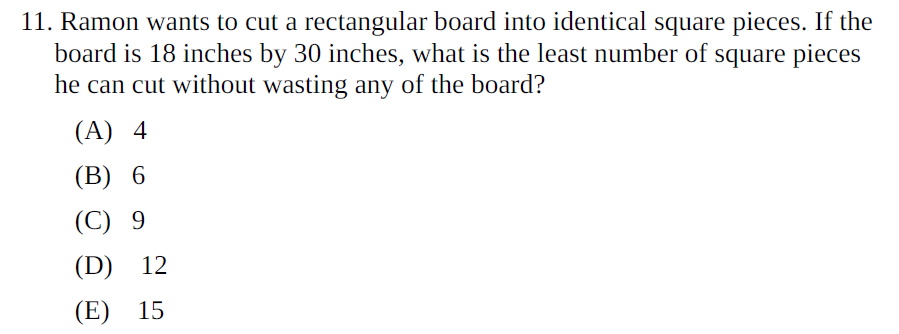 11. Ramon wants to cut a rectangular board into identical square pieces. If the
board is 18 inches by 30 inches, what is the least number of square pieces
he can cut without wasting any of the board?
(A) 4
(B) 6
(C) 9
(D) 12
(E) 15